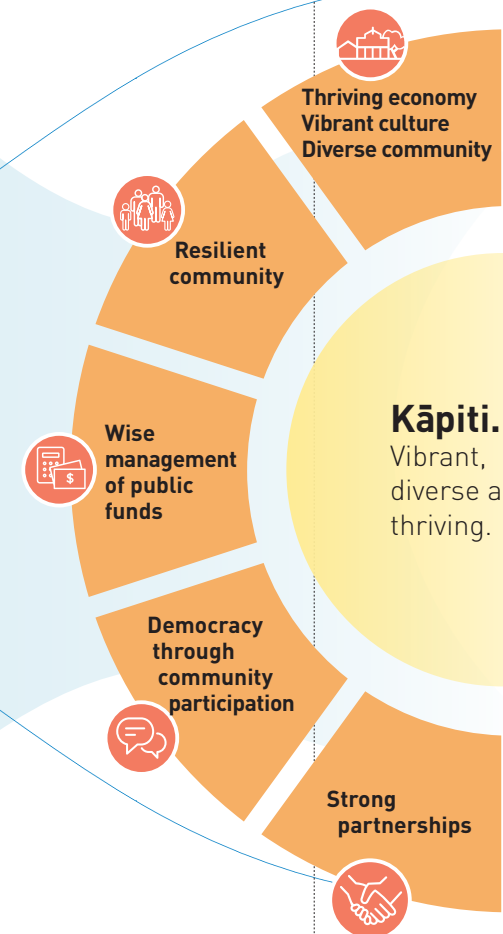 Thriving economy
Vibrant culture
Diverse community
Resilient
community
Wise
management
of public
funds
$
Kāpiti.
Vibrant,
diverse a
thriving.
Democracy
through
community
participation
Strong
partnerships